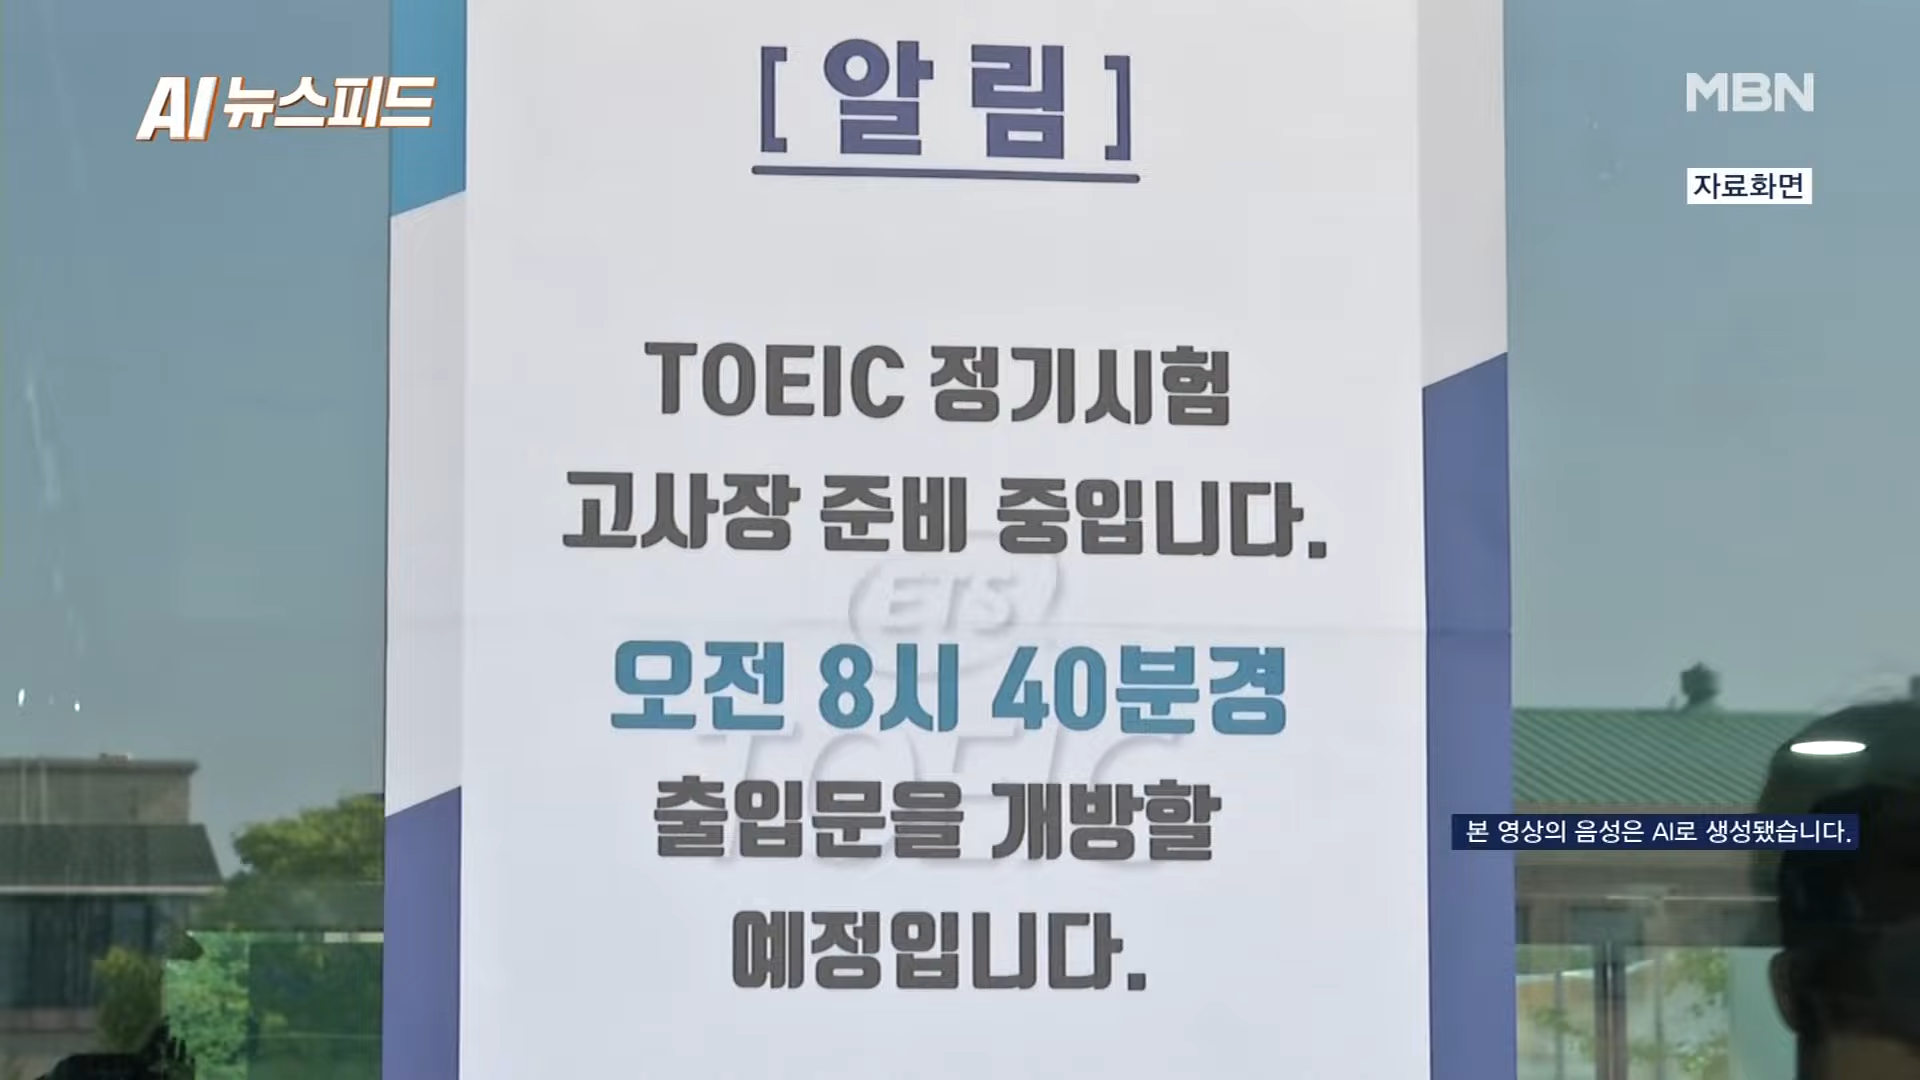 AI 뉴스피드
MBN
자료화면
[ 알 림 ]
TOEIC 정기시험
고사장 준비 중입니다.
ETS
오전 8시 40분경
TOEIC
출입문을 개방할
예정입니다.
본 영상의 음성은 AI로 생성됐습니다.